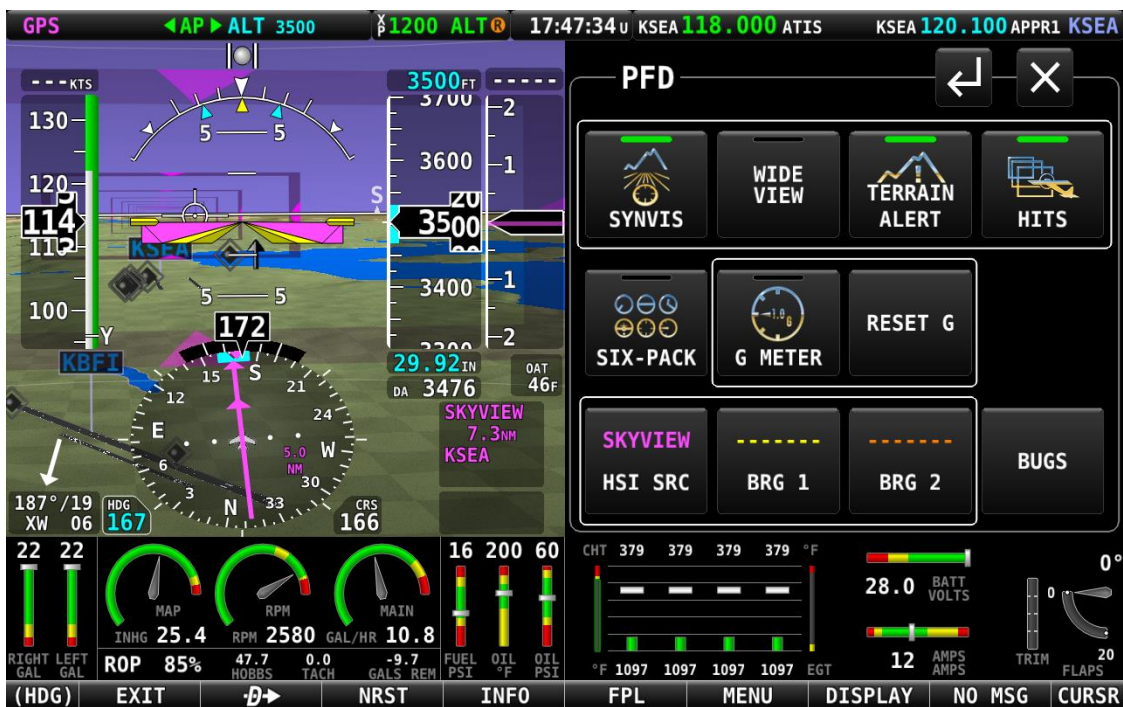 GPS AP ALT 3500 XP 1200 ALT R 17:47:34 U KSEA 118.000 ATIS KSEA 120.100 APPR1 KSEA
---KTS
3500FT
-----
130
120
114
110
100
Y
5 5
5 5
S
KSEA
KBFI
3700
3600
20
3500
3400
2
1
1
2
29.92IN
DA 3476
OAT
46F
SKYVIEW
7.3NM
KSEA
172
12
15
S
21
24
W
30
33
N
3
6
E
5.0
NM
187°/19
XW 06
HDG
167
CRS
166
PFD
SYNVIS
WIDE
VIEW
TERRAIN
ALERT
HITS
SIX-PACK
1.0 G
G METER
RESET G
SKYVIEW
HSI SRC
-------
BRG 1
-------
BRG 2
BUGS
22 22
RIGHT
GAL
LEFT
GAL
MAP
INHG 25.4
RPM
RPM 2580
MAIN
GAL/HR 10.8
ROP 85%
47.7
HOBBS
0.0
TACH
-9.7
GALS REM
16 200 60
FUEL
PSI
OIL
°F
OIL
PSI
CHT 379 379 379 379 °F
°F 1097 1097 1097 1097 EGT
28.0 BATT
VOLTS
12 AMPS
AMPS
TRIM
0°
0
20
FLAPS
(HDG) EXIT D NRST INFO FPL MENU DISPLAY NO MSG CURSR